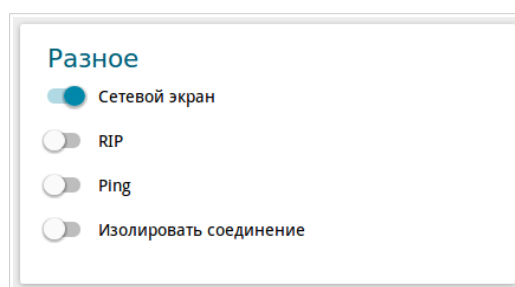 Разное
Сетевой экран
RIP
Ping
Изолировать соединение